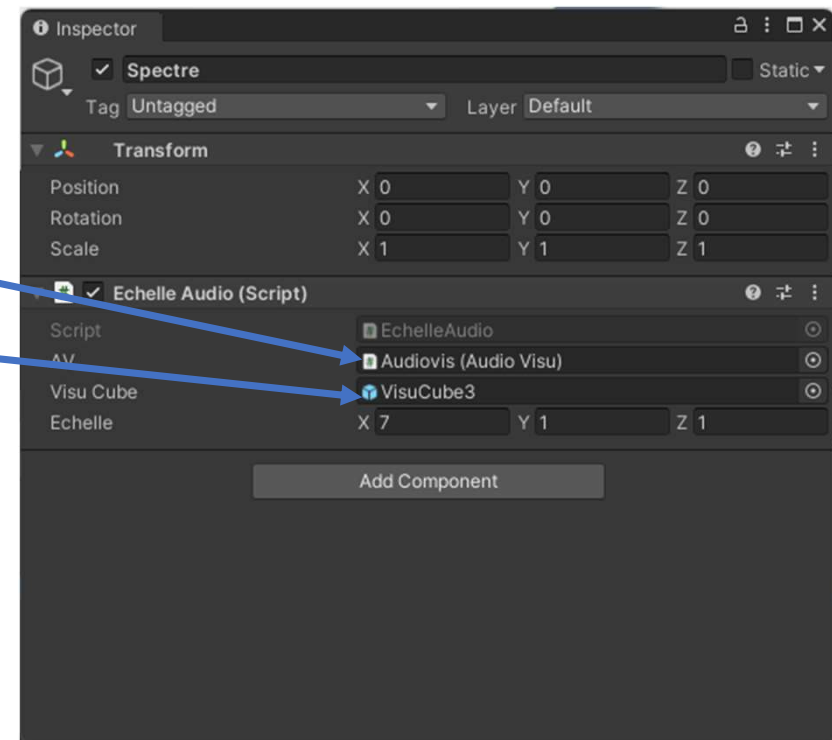 Inspector
Spectre Static
Tag Untagged Layer Default
Transform
Position X 0 Y 0 Z 0
Rotation X 0 Y 0 Z 0
Scale X 1 Y 1 Z 1
Echelle Audio (Script)
Script EchelleAudio
AV Audiovis (Audio Visu)
Visu Cube VisuCube3
Echelle X 7 Y 1 Z 1
Add Component